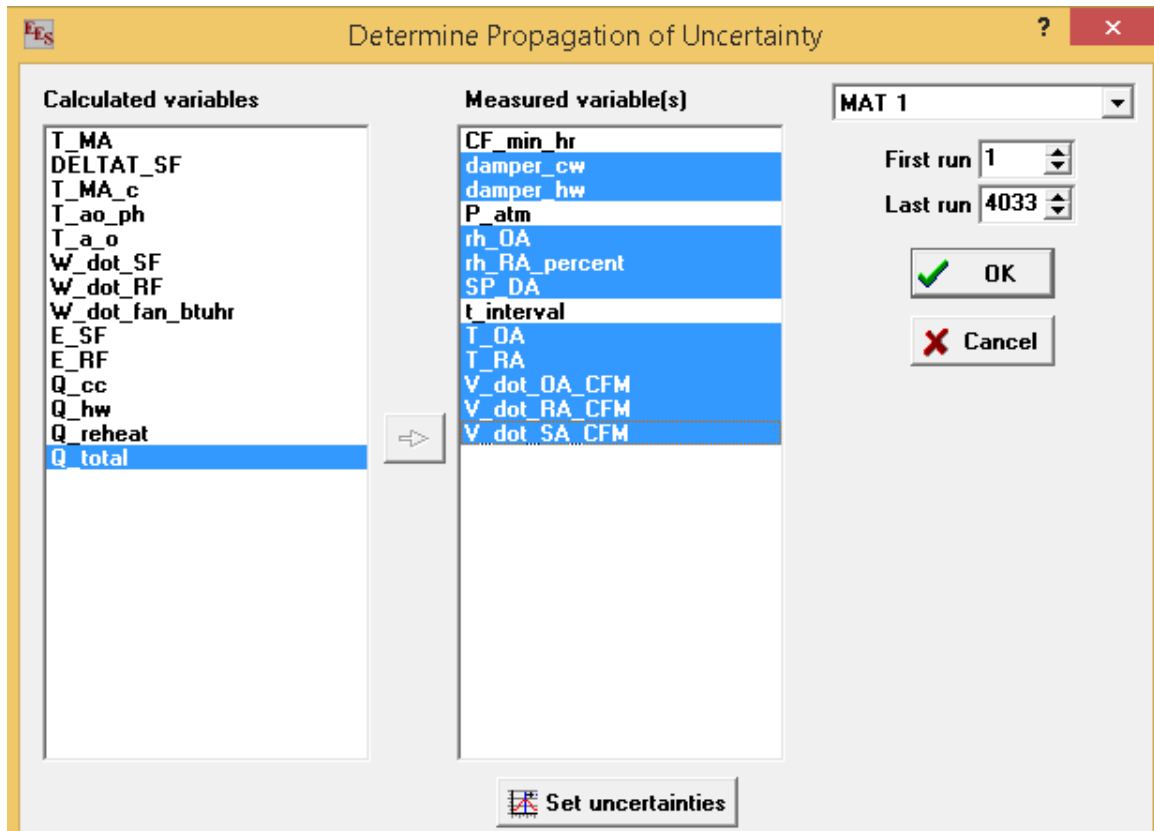 EES
Determine Propagation of Uncertainty
?
×
Calculated variables
T_MA
DELTAT_SF
T_MA_c
T_ao_ph
T_a_o
W_dot_SF
W_dot_RF
W_dot_fan_btuhr
E_SF
E_RF
Q_cc
Q_hw
Q_reheat
Q_total
Measured variable(s)
CF_min_hr
damper_cw
damper_hw
P_atm
rh_OA
rh_RA_percent
SP_DA
t_interval
T_OA
T_RA
V_dot_OA_CFM
V_dot_RA_CFM
V_dot_SA_CFM
MAT 1
First run 1
Last run 4033
OK
Cancel
Set uncertainties